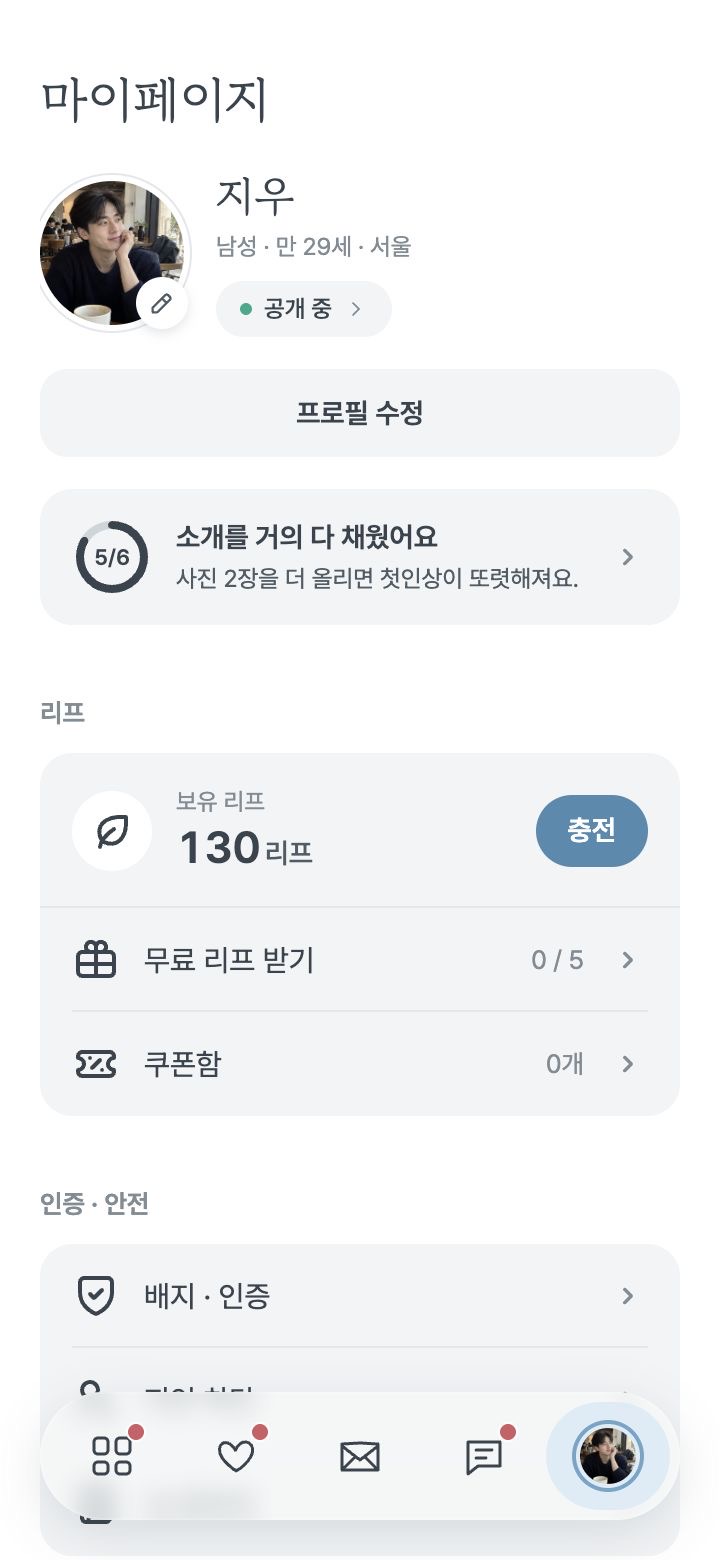 마이페이지
지우
남성 · 만 29세 · 서울
공개 중
프로필 수정
5/6
소개를 거의 다 채웠어요
사진 2장을 더 올리면 첫인상이 또렷해져요.
리프
보유 리프
130 리프
충전
무료 리프 받기
0 / 5
쿠폰함
0개
인증 · 안전
배지 · 인증